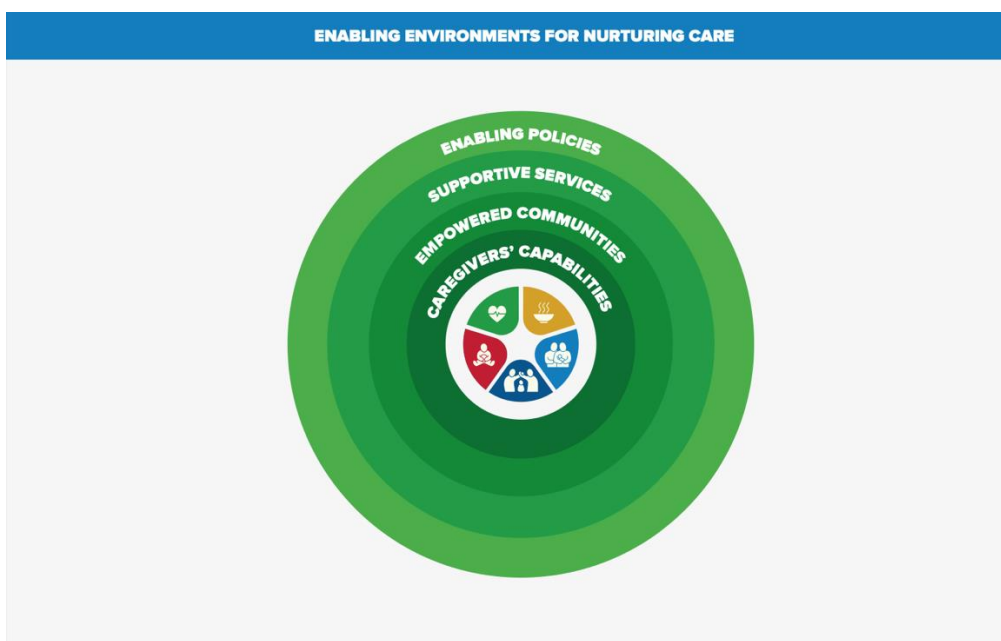 ENABLING ENVIRONMENTS FOR NURTURING CARE
ENABLING POLICIES
SUPPORTIVE SERVICES
EMPOWERED COMMUNITIES
CAREGIVERS’ CAPABILITIES